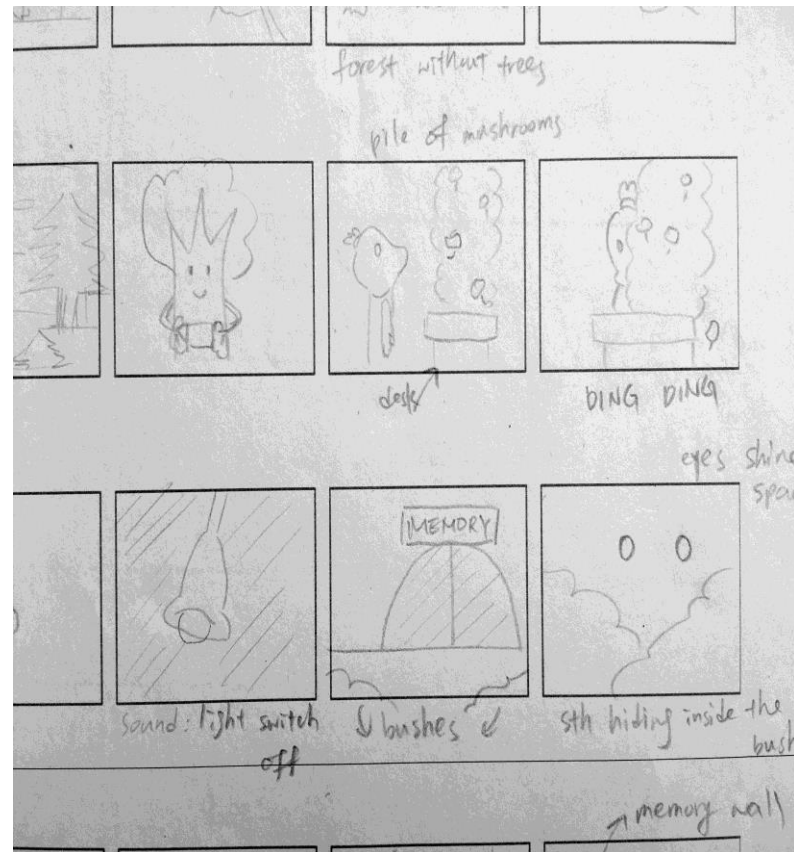 forest without trees
pile of mushrooms
desk
DING DING
eyes shine
MEMORY
sound: light switch
off
bushes
sth hiding inside the
memory wall